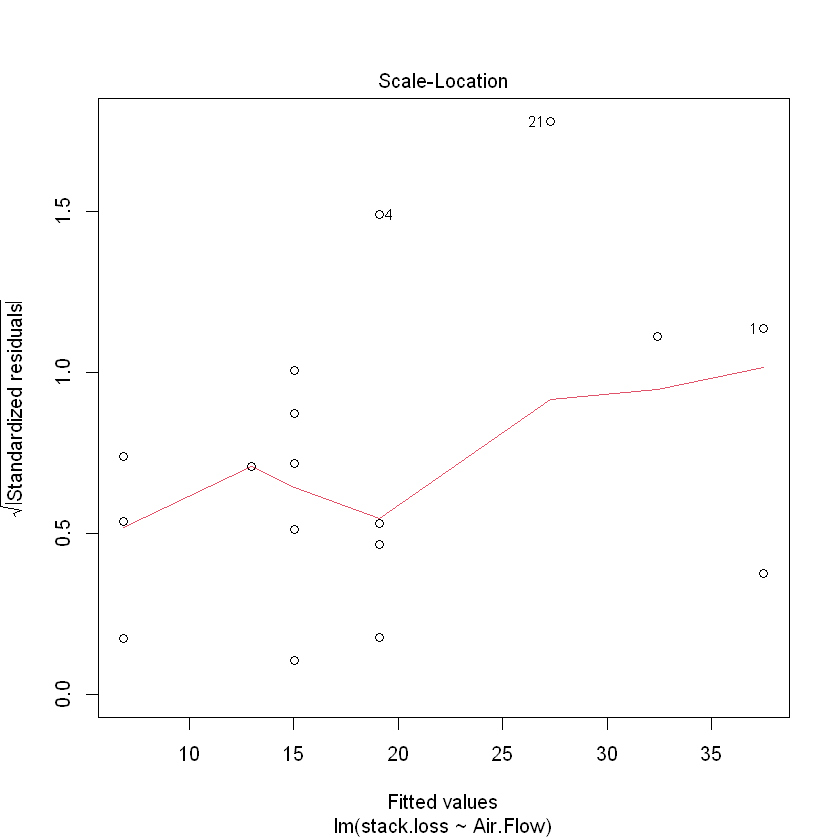 Scale-Location
√|Standardized residuals|
1.5
1.0
0.5
0.0
21
4
1
10 15 20 25 30 35
Fitted values
lm(stack.loss ~ Air.Flow)